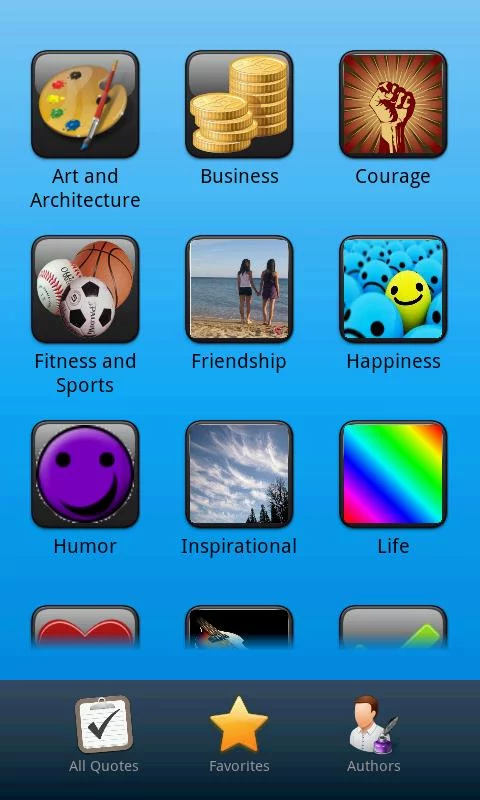 Art and
Architecture
Business
Courage
Fitness and
Sports
Friendship
Happiness
Humor
Inspirational
Life
All Quotes
Favorites
Authors